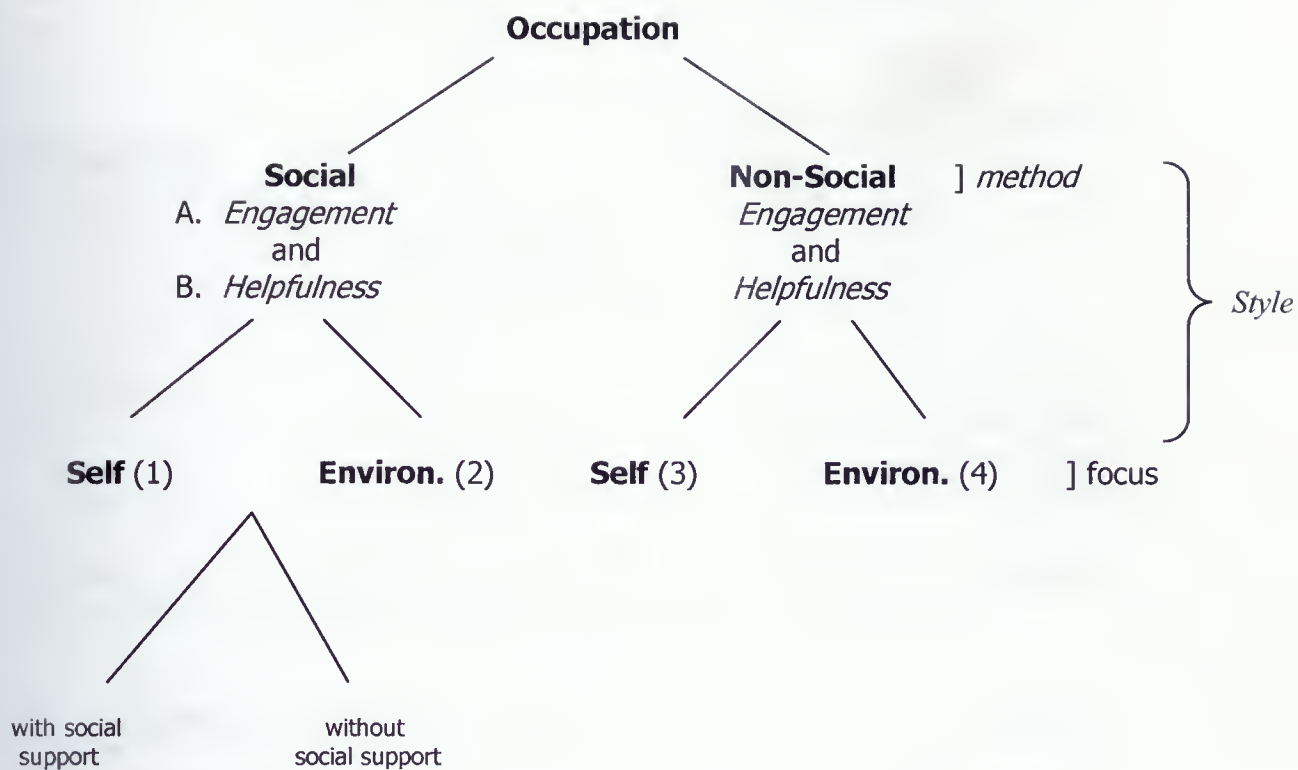 Occupation
Social
Non-Social ] method
A. Engagement
and
B. Helpfulness
Engagement
and
Helpfulness
Style
Self (1) Environ. (2) Self (3) Environ. (4) ] focus
with social
support
without
social support